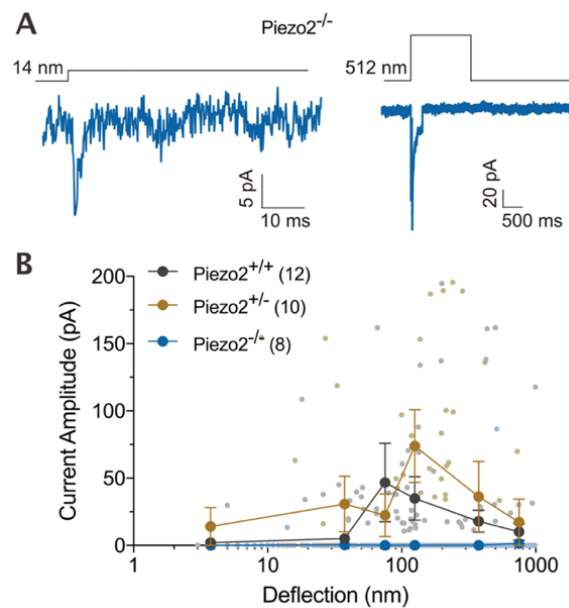 A
Piezo2-/-
14 nm
512 nm
5 pA
10 ms
20 pA
500 ms
B
Piezo2+/+ (12)
Piezo2+/- (10)
Piezo2-/- (8)
Current Amplitude (pA)
200
150
100
50
0
1
10
100
1000
Deflection (nm)